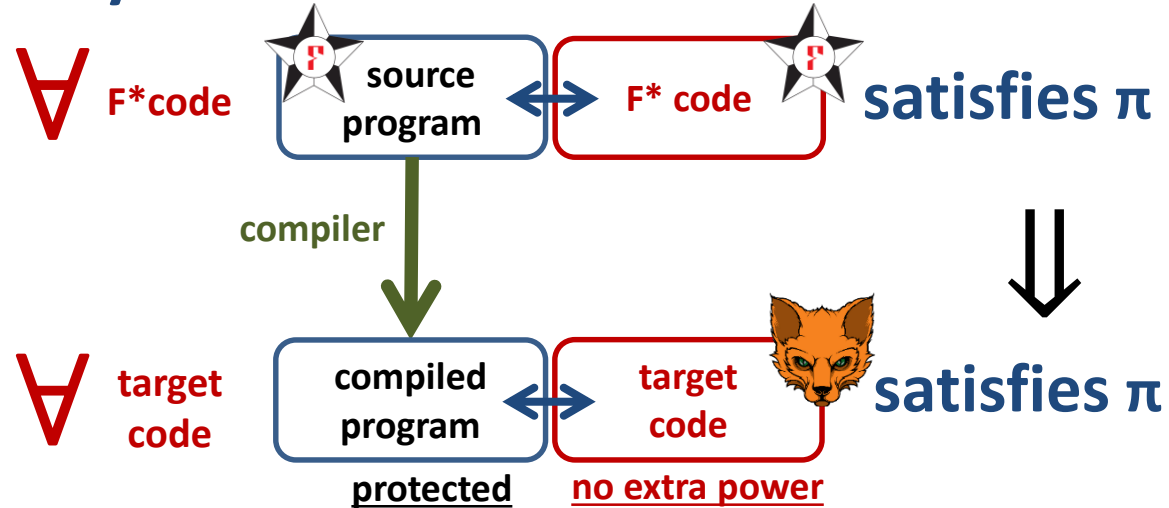 ∀ F*code
source
program
F* code
satisfies π
F
F
compiler
⇓
∀ target
code
compiled
program
target
code
satisfies π
protected
no extra power